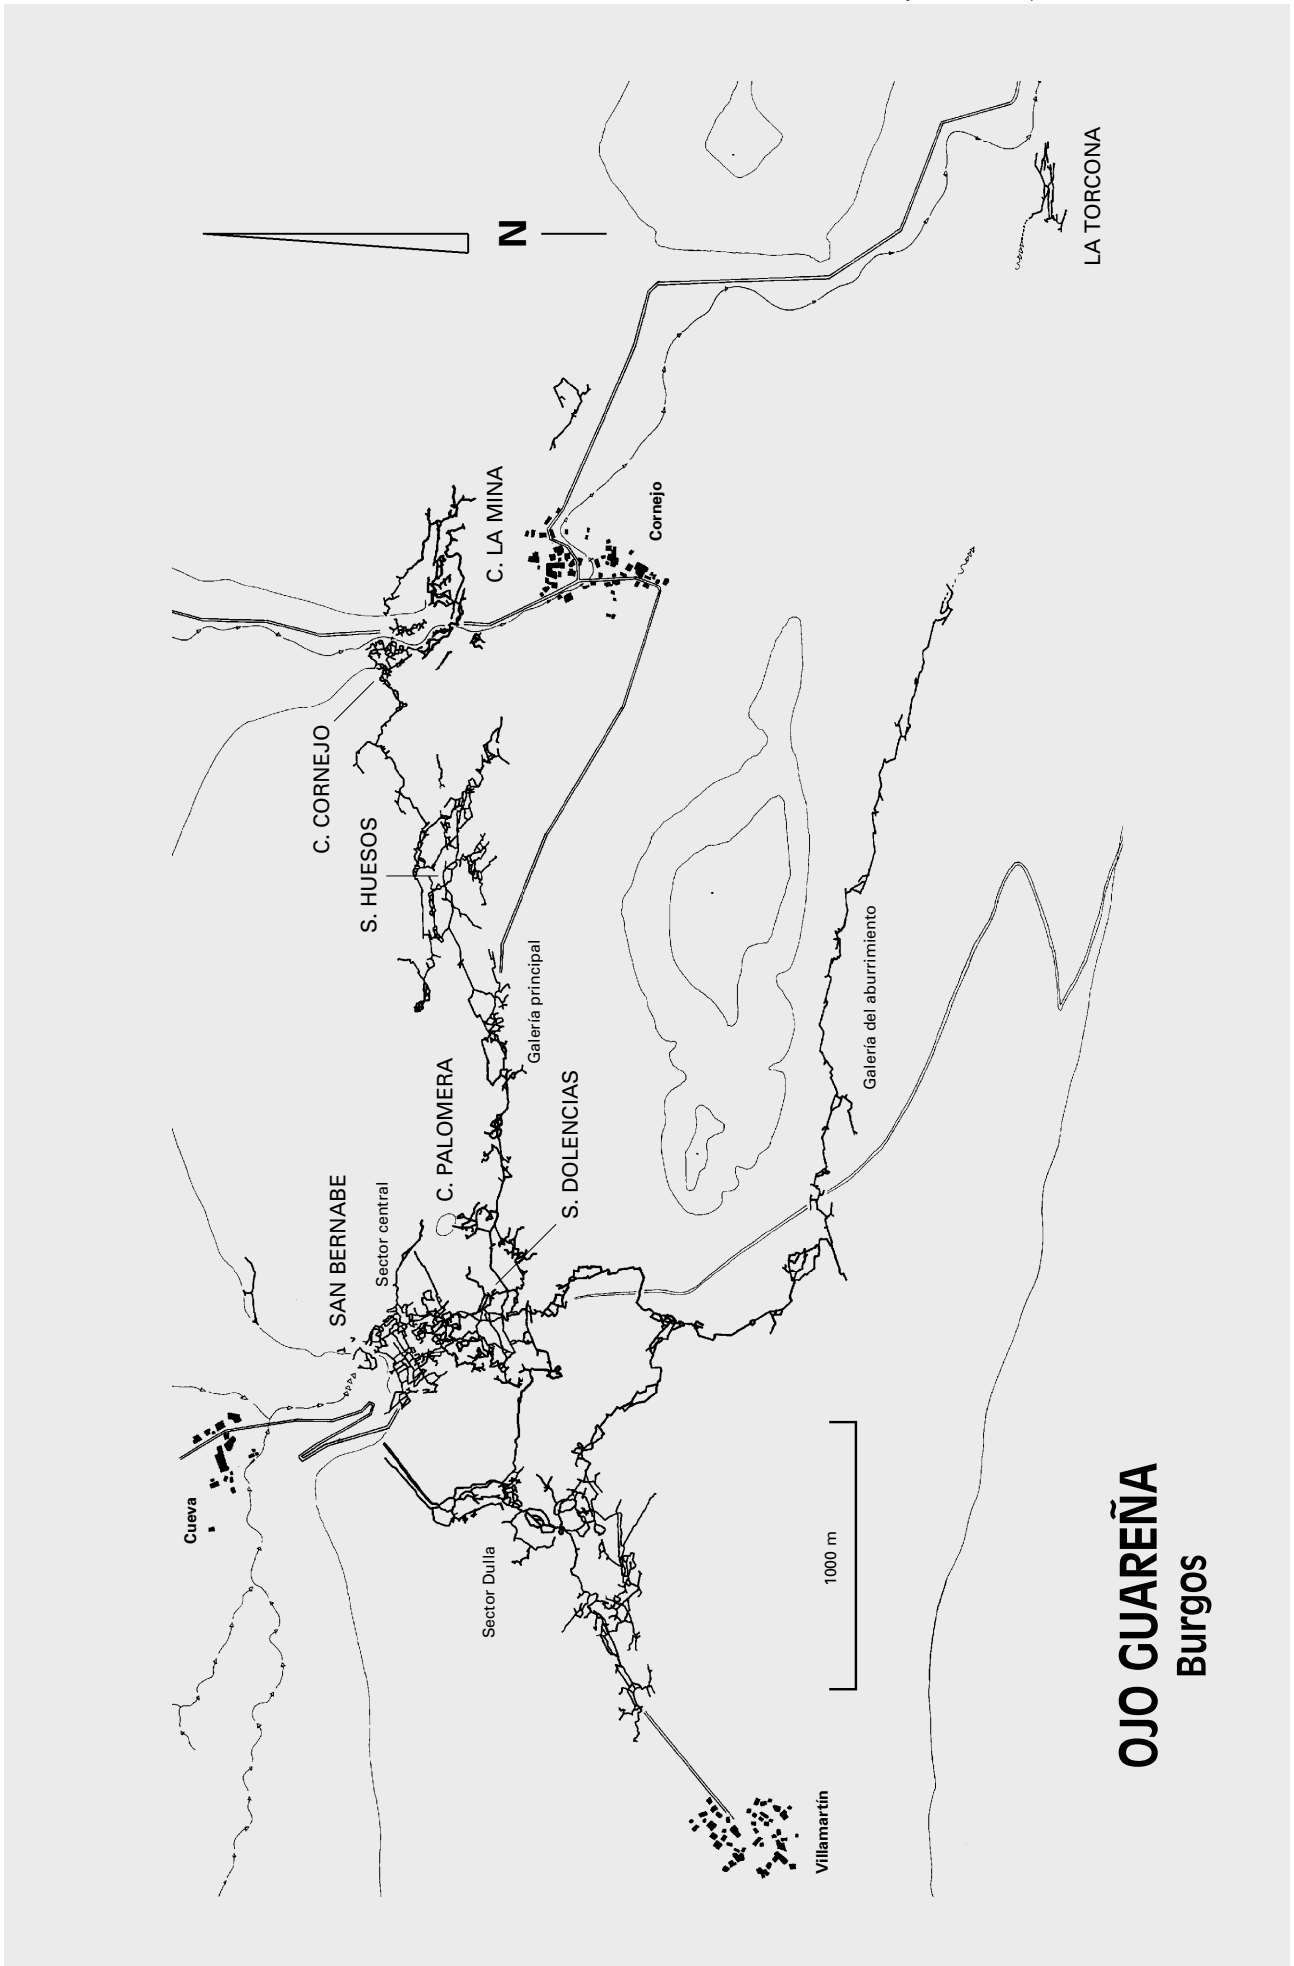 Cueva
SAN BERNABE
Sector central
C. PALOMERA
S. DOLENCIAS
Galería principal
S. HUESOS
C. CORNEJO
C. LA MINA
Cornejo
N
LA TORCONA
Galería del aburrimiento
Sector Dulla
Villamartín
1000 m
OJO GUAREÑA
Burgos